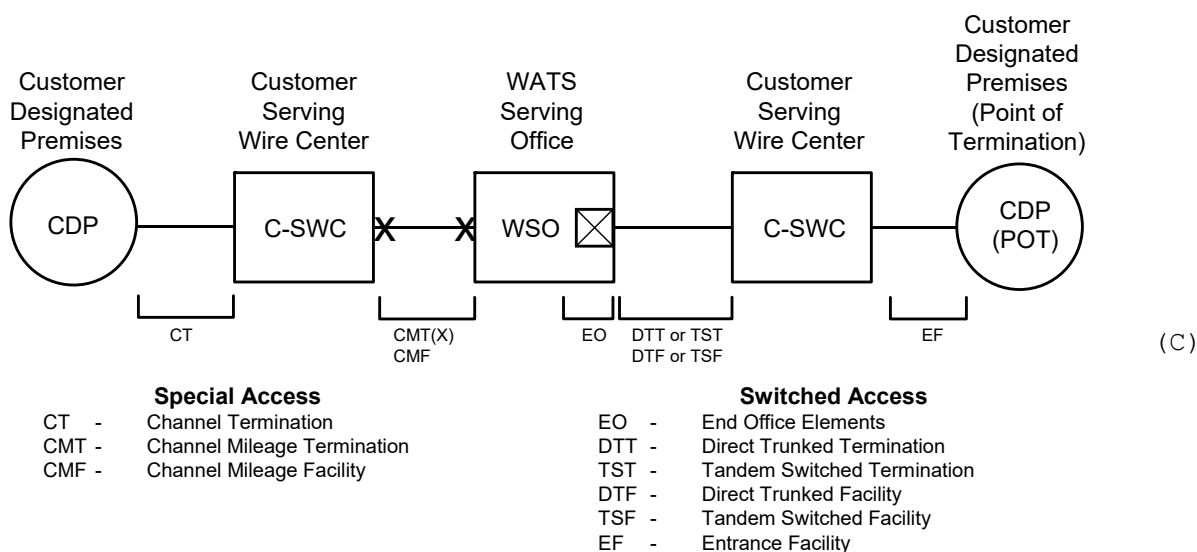 Customer
Designated
Premises
Customer
Serving
Wire Center
WATS
Serving
Office
Customer
Serving
Wire Center
Customer
Designated
Premises
(Point of
Termination)
CDP
C-SWC
X
X
WSO
C-SWC
CDP
(POT)
CT
CMT(X)
CMF
EO
DTT or TST
DTF or TSF
EF
(C)
Special Access
CT - Channel Termination
CMT - Channel Mileage Termination
CMF - Channel Mileage Facility
Switched Access
EO - End Office Elements
DTT - Direct Trunked Termination
TST - Tandem Switched Termination
DTF - Direct Trunked Facility
TSF - Tandem Switched Facility
EF - Entrance Facility